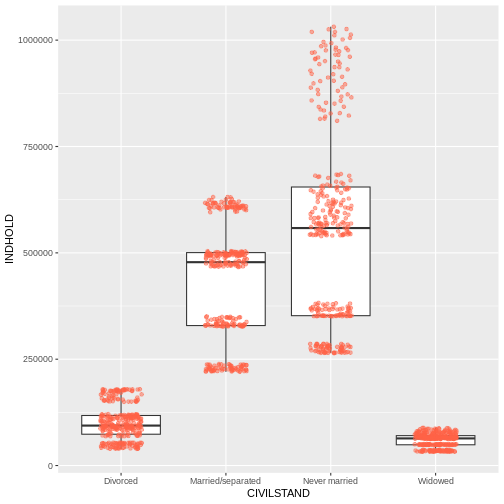 1000000
750000
500000
250000
0
INDHOLD
Divorced
Married/separated
Never married
Widowed
CIVILSTAND